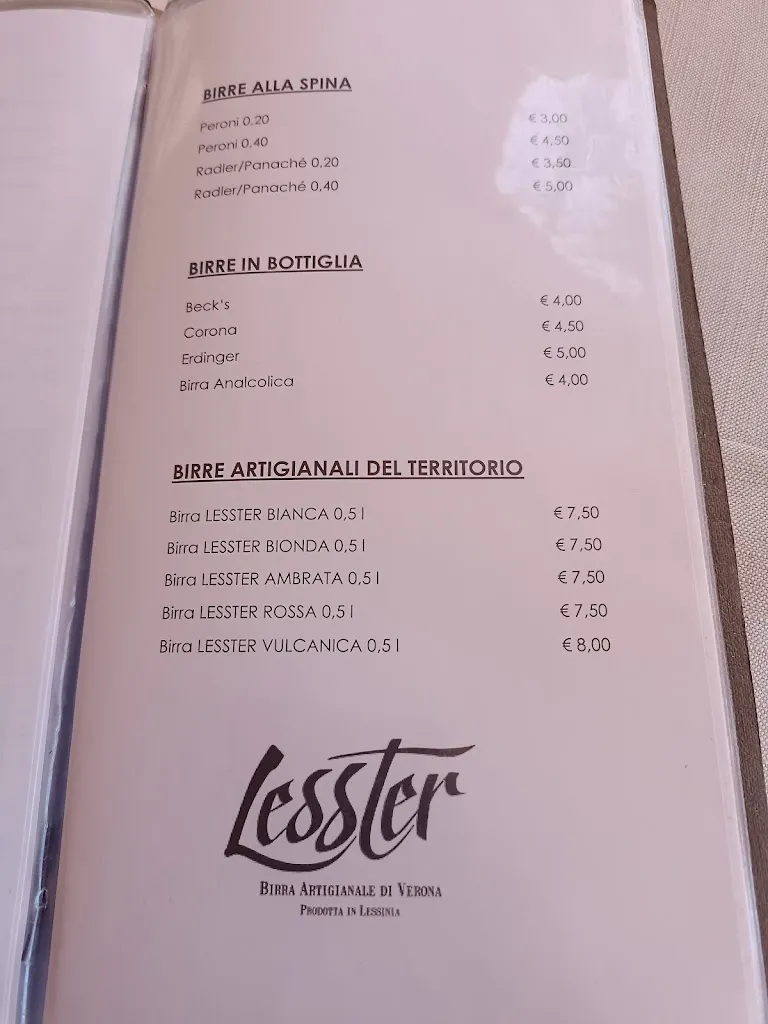 BIRRE ALLA SPINA
Peroni 0,20 € 3,00
Peroni 0,40 € 4,50
Radler/Panaché 0,20 € 3,50
Radler/Panaché 0,40 € 5,00
BIRRE IN BOTTIGLIA
Beck's € 4,00
Corona € 4,50
Erdinger € 5,00
Birra Analcolica € 4,00
BIRRE ARTIGIANALI DEL TERRITORIO
Birra LESSTER BIANCA 0,5 l € 7,50
Birra LESSTER BIONDA 0,5 l € 7,50
Birra LESSTER AMBRATA 0,5 l € 7,50
Birra LESSTER ROSSA 0,5 l € 7,50
Birra LESSTER VULCANICA 0,5 l € 8,00
Lesster
BIRRA ARTIGIANALE DI VERONA
PRODOTTA IN LESSINIA